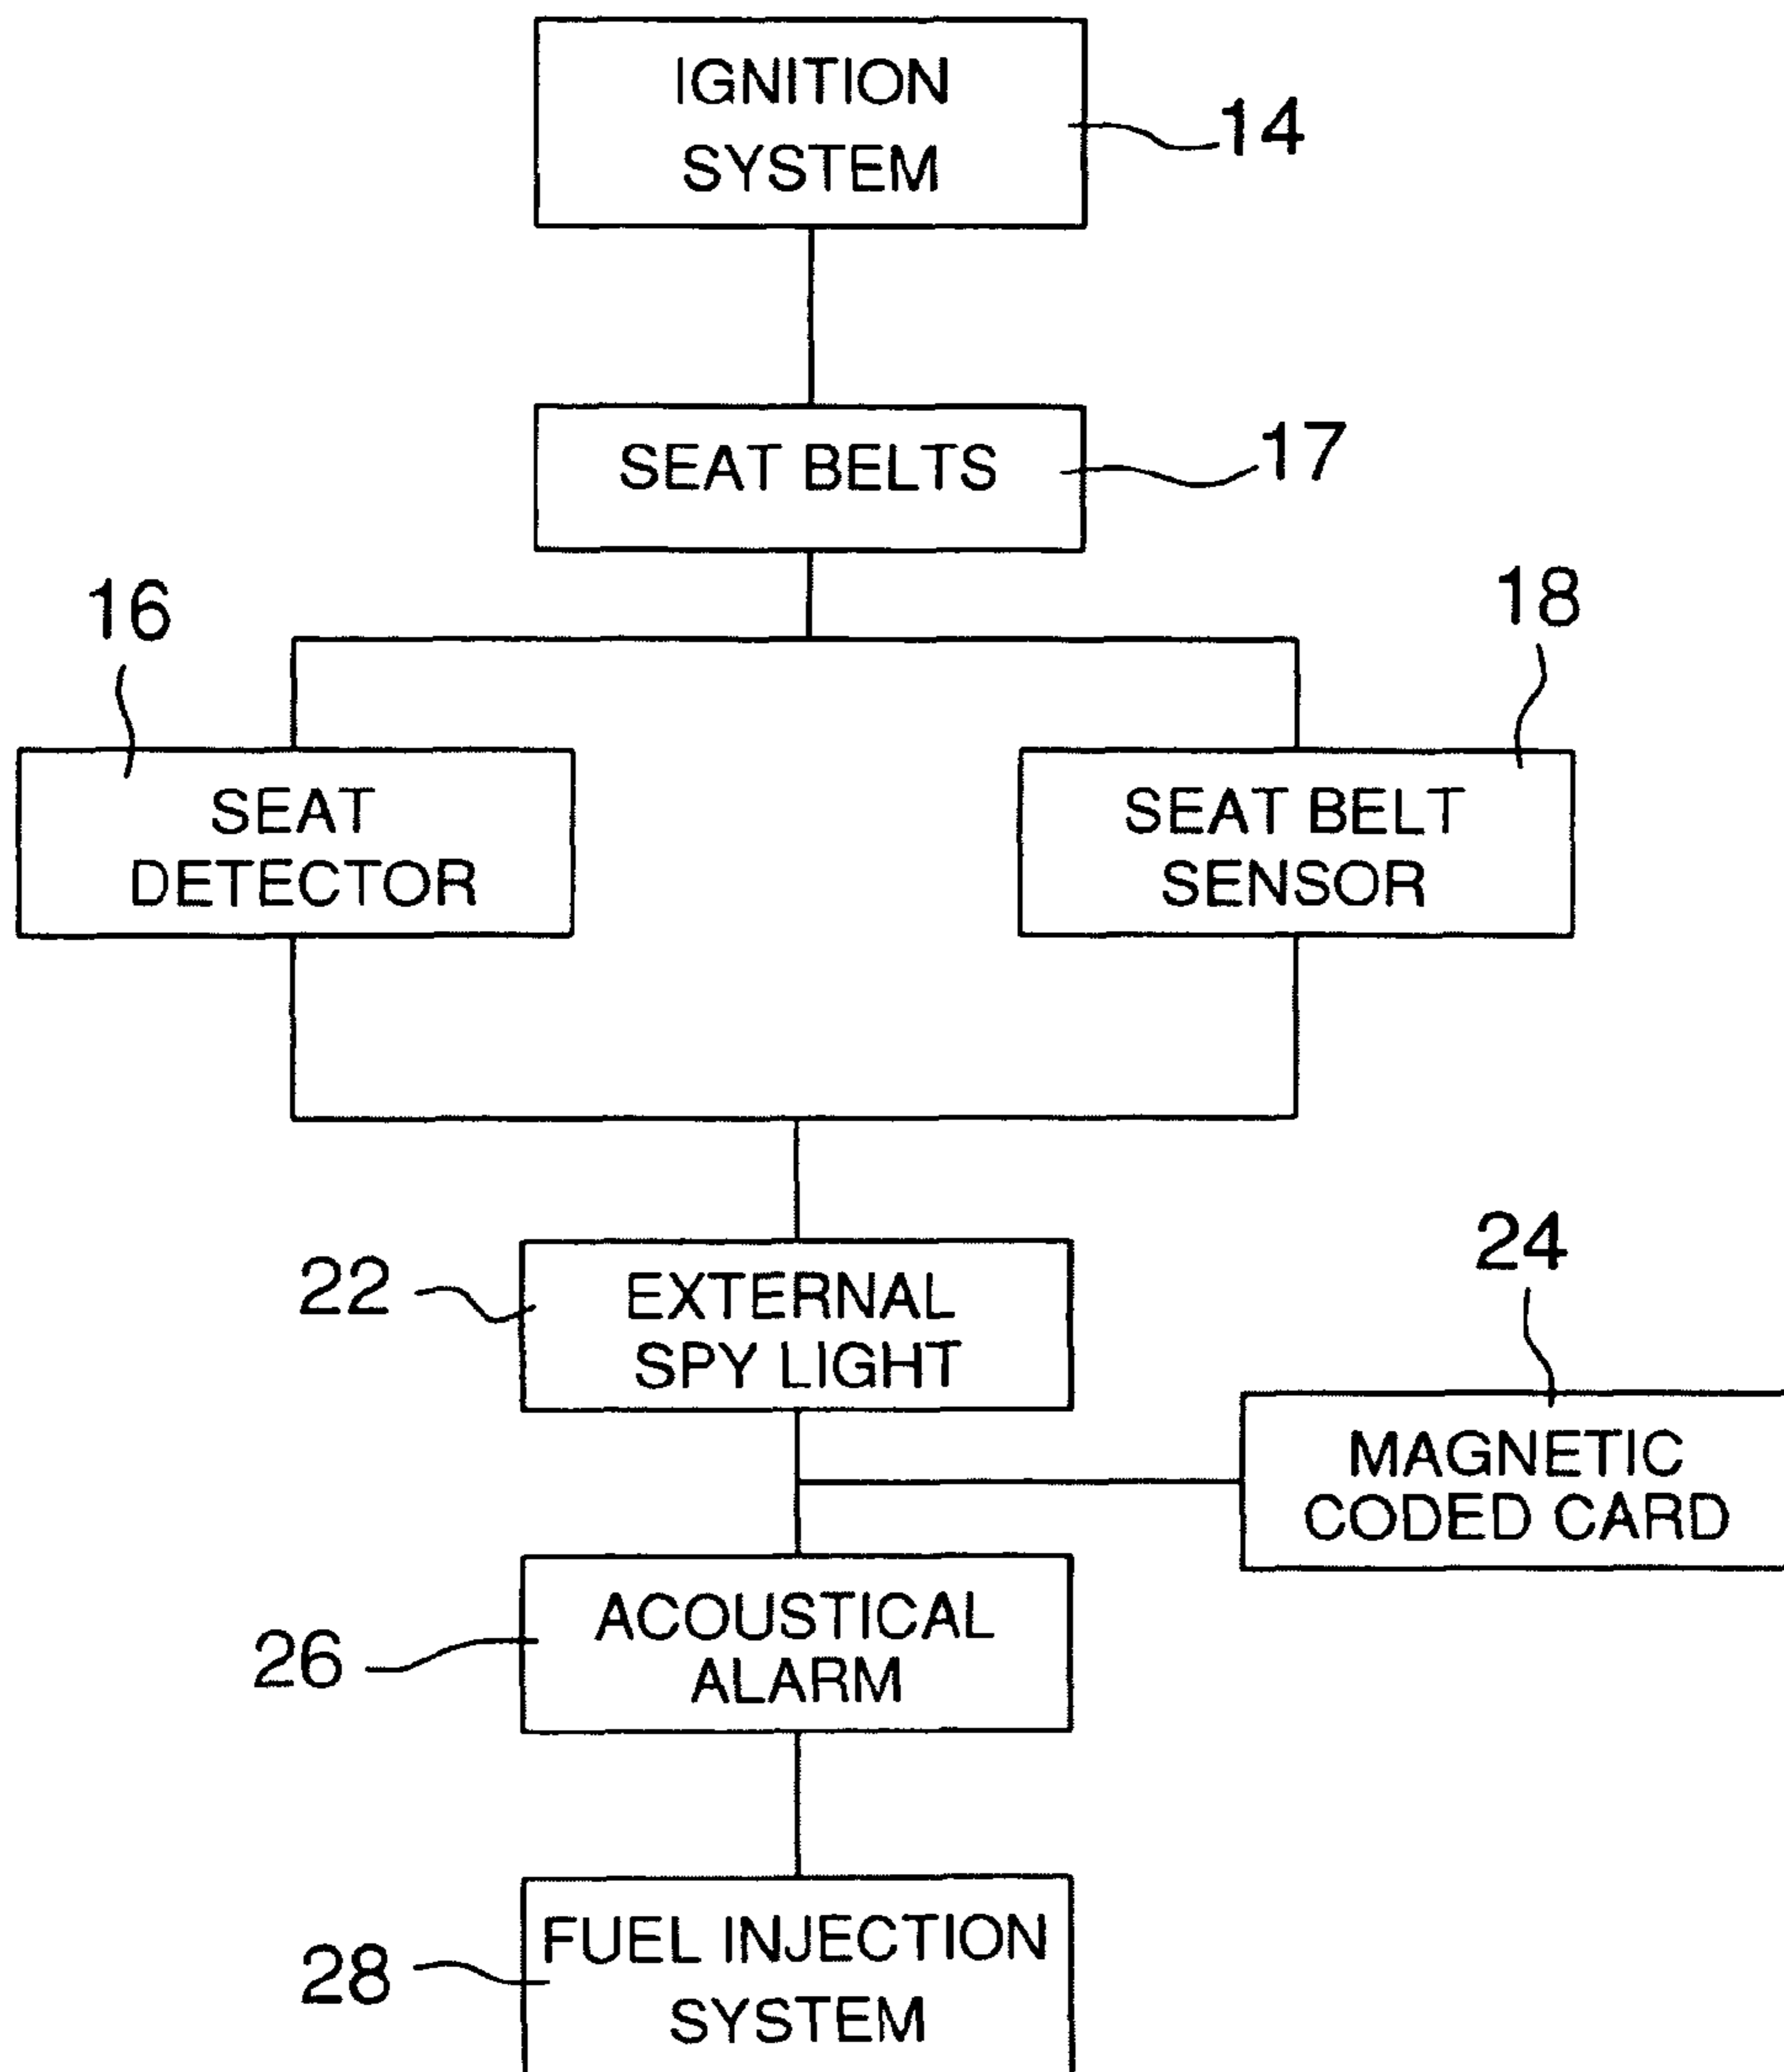 IGNITION
SYSTEM
14
SEAT BELTS
17
16
18
SEAT
DETECTOR
SEAT BELT
SENSOR
22
EXTERNAL
SPY LIGHT
24
MAGNETIC
CODED CARD
26
ACOUSTICAL
ALARM
28
FUEL INJECTION
SYSTEM